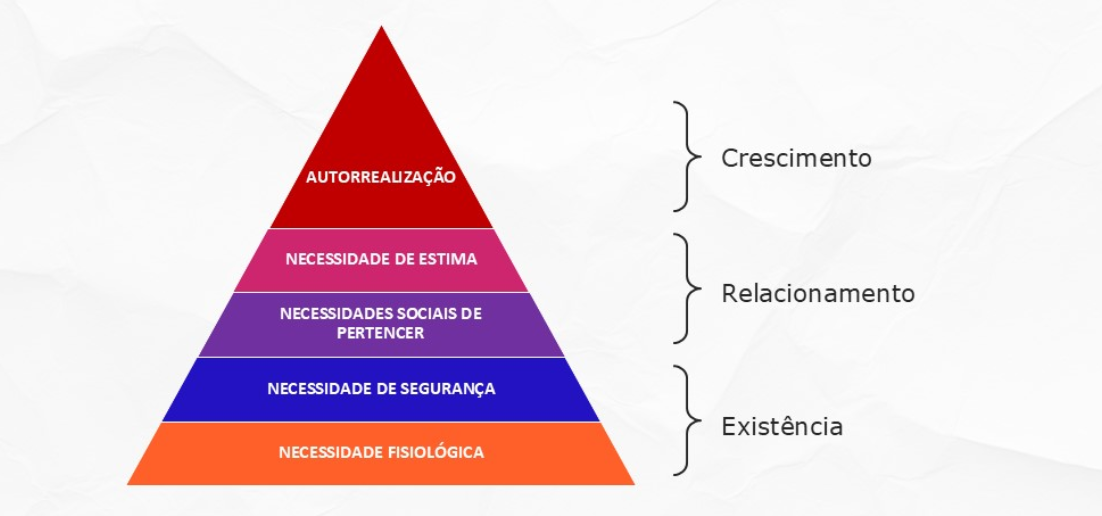 AUTORREALIZAÇÃO
Crescimento
NECESSIDADE DE ESTIMA
NECESSIDADES SOCIAIS DE
PERTENCER
Relacionamento
NECESSIDADE DE SEGURANÇA
NECESSIDADE FISIOLÓGICA
Existência